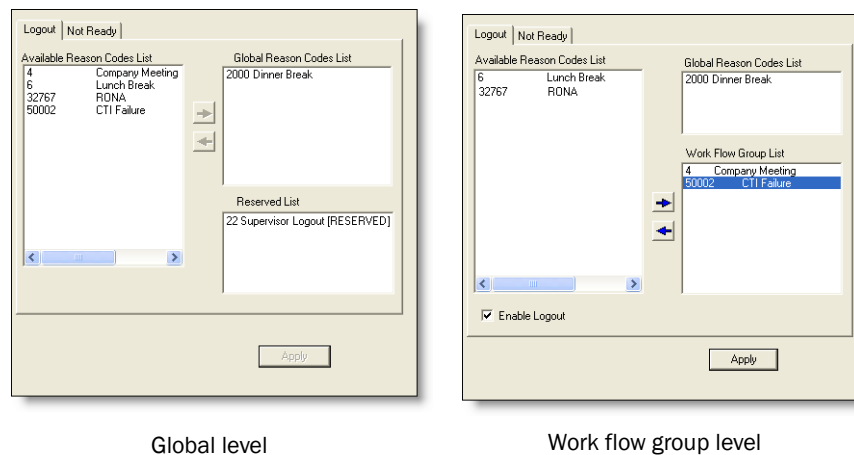 Logout Not Ready
Available Reason Codes List
4 Company Meeting
6 Lunch Break
32767 RONA
50002 CTI Failure
Global Reason Codes List
2000 Dinner Break
Reserved List
22 Supervisor Logout [RESERVED]
Apply
Global level
Logout Not Ready
Available Reason Codes List
6 Lunch Break
32767 RONA
Global Reason Codes List
2000 Dinner Break
Work Flow Group List
4 Company Meeting
50002 CTI Failure
Enable Logout
Apply
Work flow group level